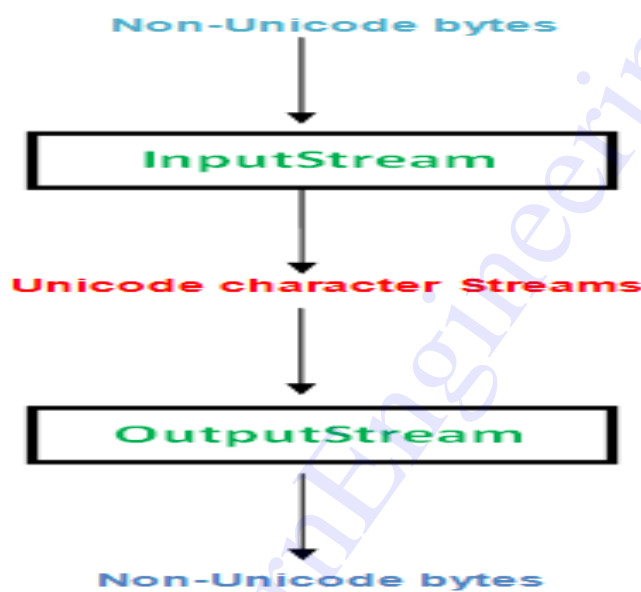 Non-Unicode bytes
InputStream
Unicode character Streams
OutputStream
Non-Unicode bytes